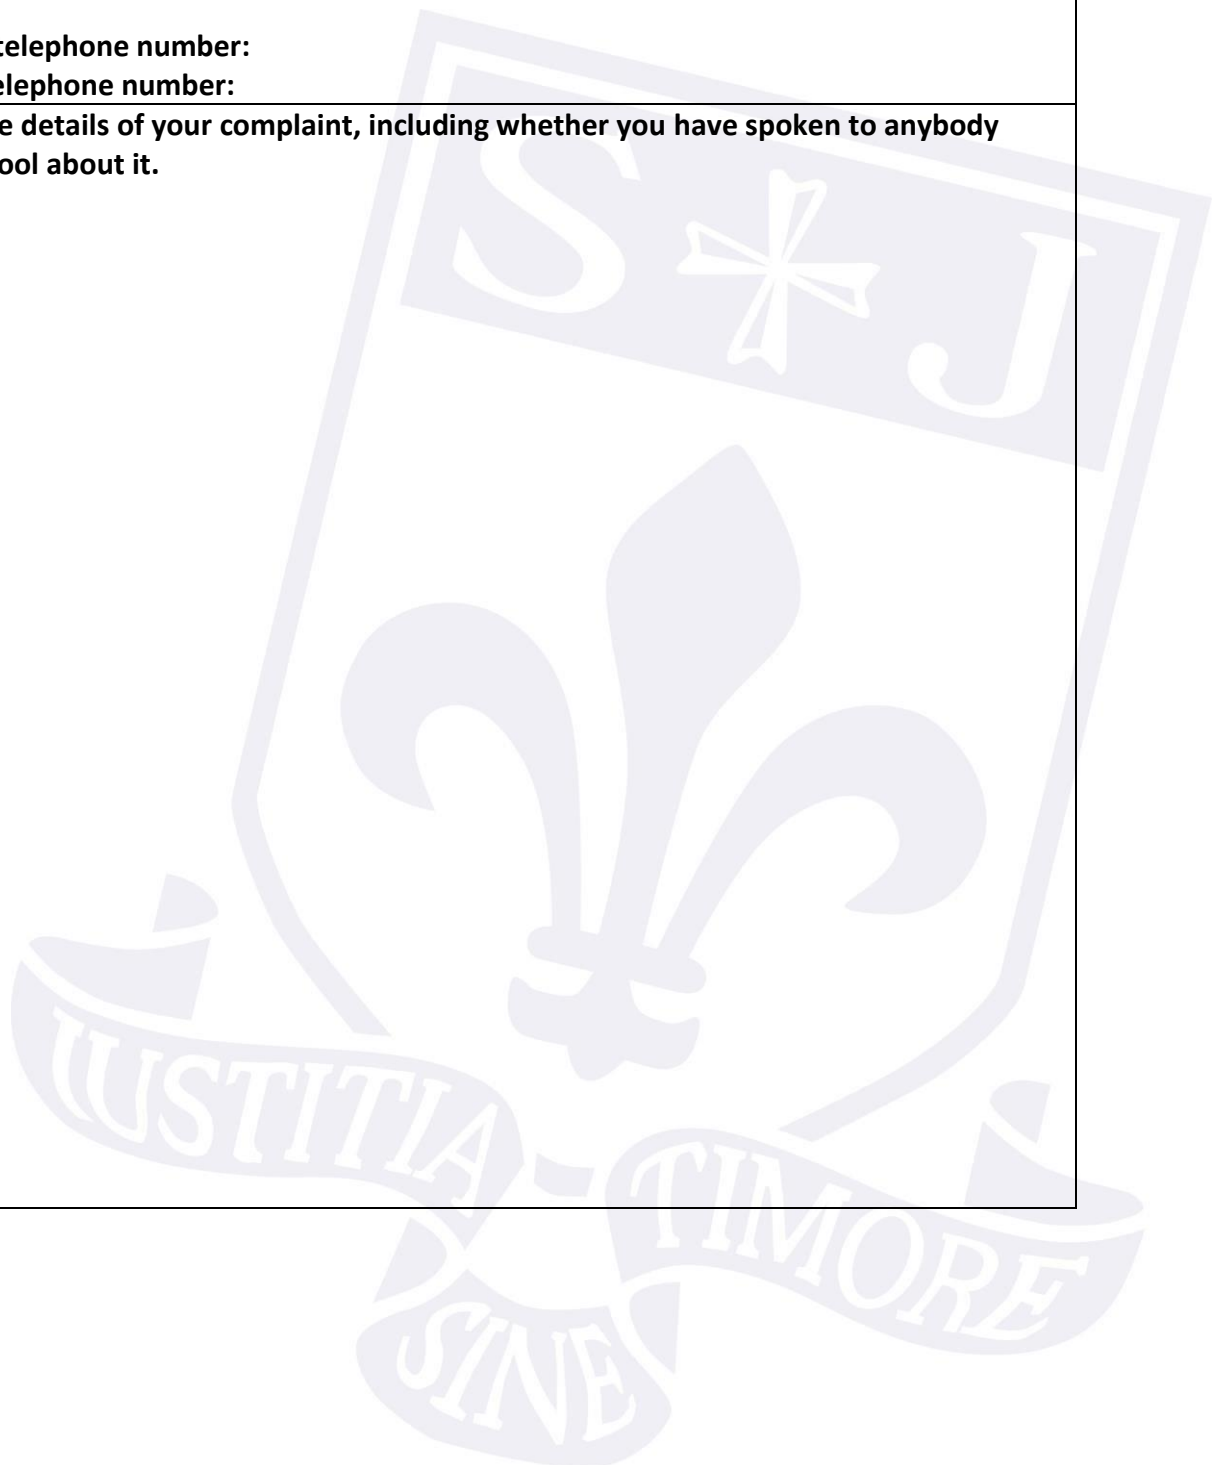 telephone number:
elephone number:
e details of your complaint, including whether you have spoken to anybody
ool about it.
S J
IUSTITIA - TIMORE
SINE